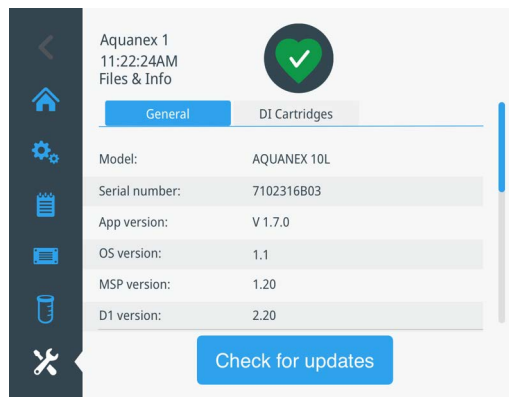 Aquanex 1
11:22:24AM
Files & Info
General DI Cartridges
Model: AQUANEX 10L
Serial number: 7102316B03
App version: V 1.7.0
OS version: 1.1
MSP version: 1.20
D1 version: 2.20
Check for updates